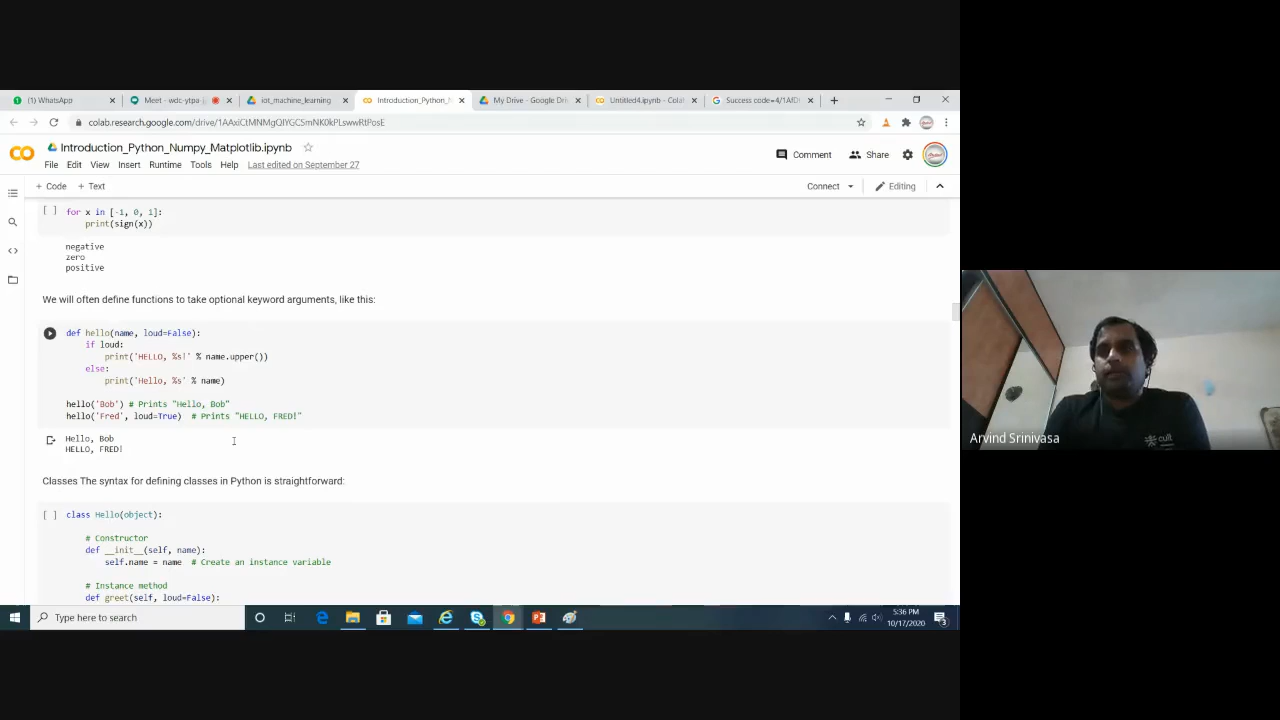 (1) WhatsApp
Meet - wdc-ytpa-j
iot_machine_learning
Introduction_Python_N
My Drive - Google Driv
Untitled4.ipynb - Colab
Success code=4/1AfD
colab.research.google.com/drive/
Introduction_Python_Numpy_Matplotlib.ipynb
Comment
Share
File Edit View Insert Runtime Tools Help Last edited on September 27
+ Code + Text
Connect
Editing
[ ] for x in [-1, 0, 1]:
print(sign(x))
negative
zero
positive
We will often define functions to take optional keyword arguments, like this:
def hello(name, loud=False):
if loud:
print('HELLO, %s!' % name.upper())
else:
print('Hello, %s' % name)
hello('Bob') # Prints "Hello, Bob"
hello('Fred', loud=True)  # Prints "HELLO, FRED!"
Hello, Bob
HELLO, FRED!
Classes The syntax for defining classes in Python is straightforward:
[ ] class Hello(object):
# Constructor
def __init__(self, name):
self.name = name  # Create an instance variable
# Instance method
def greet(self, loud=False):
Type here to search
5:36 PM
10/17/2020
3
Arvind Srinivasa
cult